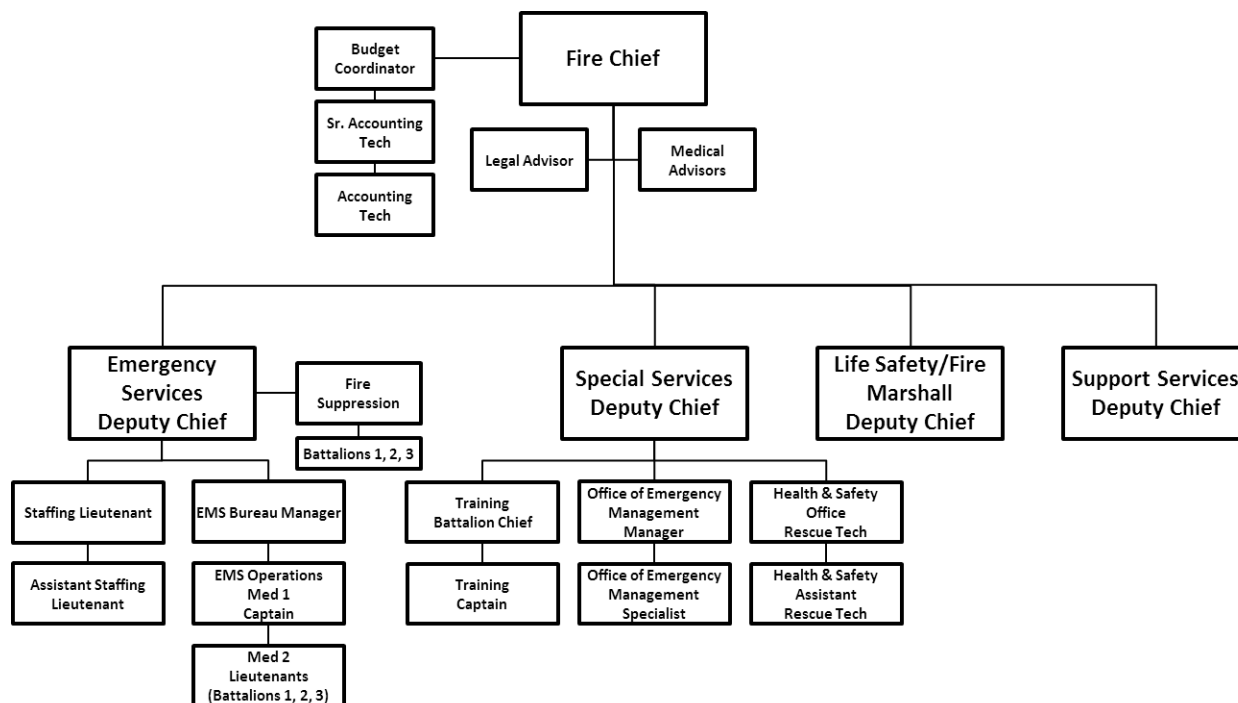 Budget
Coordinator
Fire Chief
Sr. Accounting
Tech
Legal Advisor
Medical
Advisors
Accounting
Tech
Emergency
Services
Deputy Chief
Fire
Suppression
Battalions 1, 2, 3
Special Services
Deputy Chief
Life Safety/Fire
Marshall
Deputy Chief
Support Services
Deputy Chief
Staffing Lieutenant
EMS Bureau Manager
Training
Battalion Chief
Office of Emergency
Management
Manager
Health & Safety
Office
Rescue Tech
Assistant Staffing
Lieutenant
EMS Operations
Med 1
Captain
Training
Captain
Office of Emergency
Management
Specialist
Health & Safety
Assistant
Rescue Tech
Med 2
Lieutenants
(Battalions 1, 2, 3)